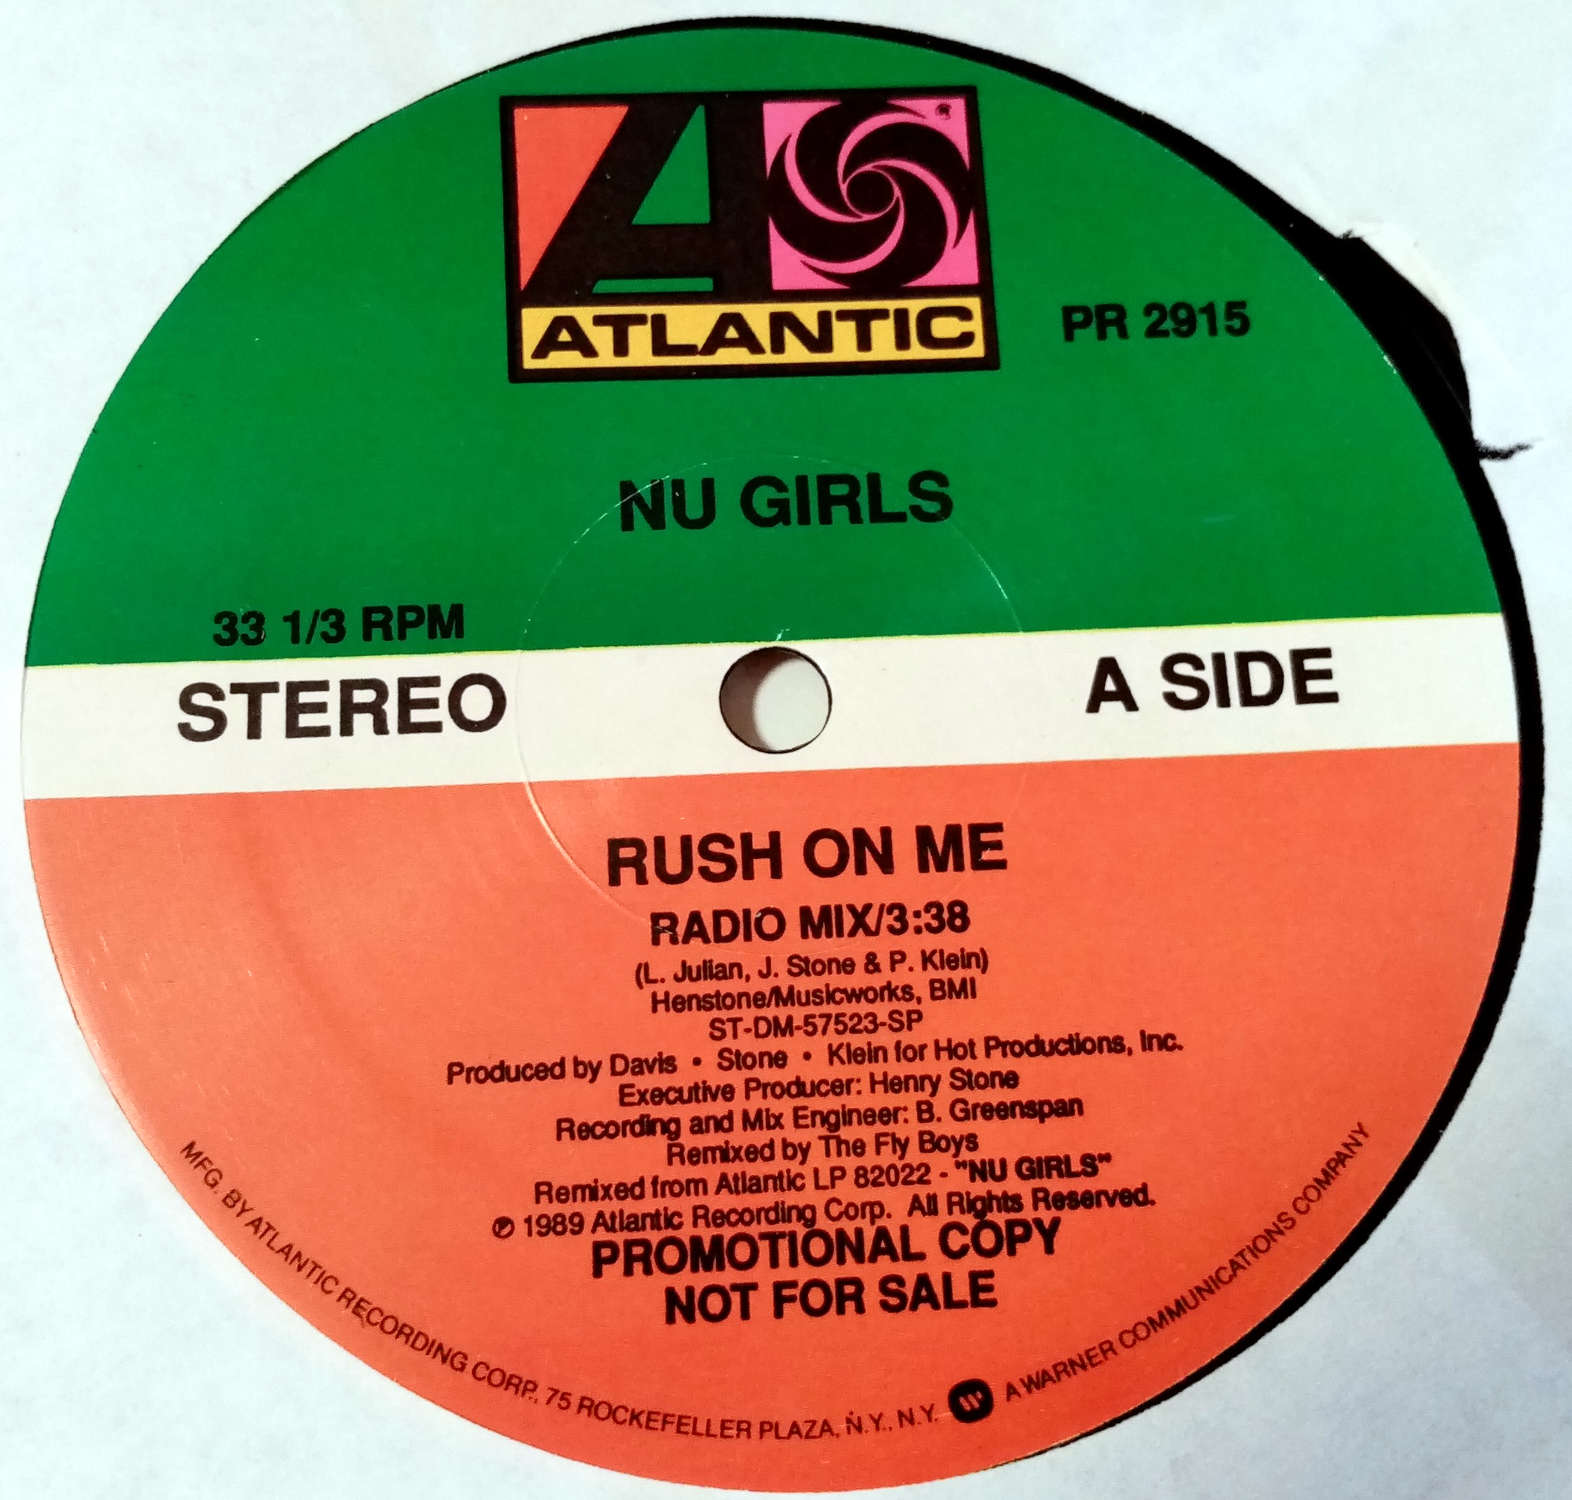 ATLANTIC
PR 2915
NU GIRLS
33 1/3 RPM
STEREO
A SIDE
RUSH ON ME
RADIO MIX/3:38
(L. Julian, J. Stone & P. Klein)
Henstone/Musicworks, BMI
ST-DM-57523-SP
Produced by Davis • Stone • Klein for Hot Productions, Inc.
Executive Producer: Henry Stone
Recording and Mix Engineer: B. Greenspan
Remixed by The Fly Boys
Remixed from Atlantic LP 82022 - "NU GIRLS"
℗ 1989 Atlantic Recording Corp. All Rights Reserved.
PROMOTIONAL COPY
NOT FOR SALE
MFG. BY ATLANTIC RECORDING CORP., 75 ROCKEFELLER PLAZA, N.Y., N.Y. A WARNER COMMUNICATIONS COMPANY